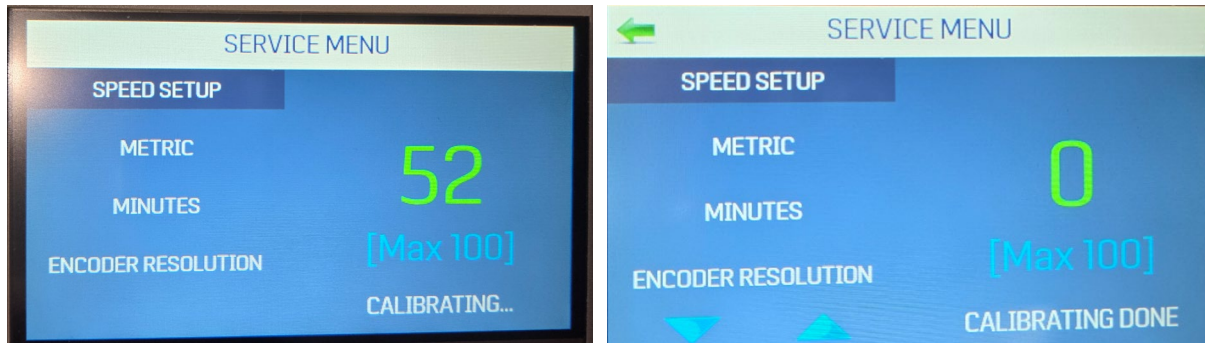 SERVICE MENU
SPEED SETUP
METRIC
52
MINUTES
[Max 100]
ENCODER RESOLUTION
CALIBRATING...
SERVICE MENU
SPEED SETUP
METRIC
0
MINUTES
[Max 100]
ENCODER RESOLUTION
CALIBRATING DONE